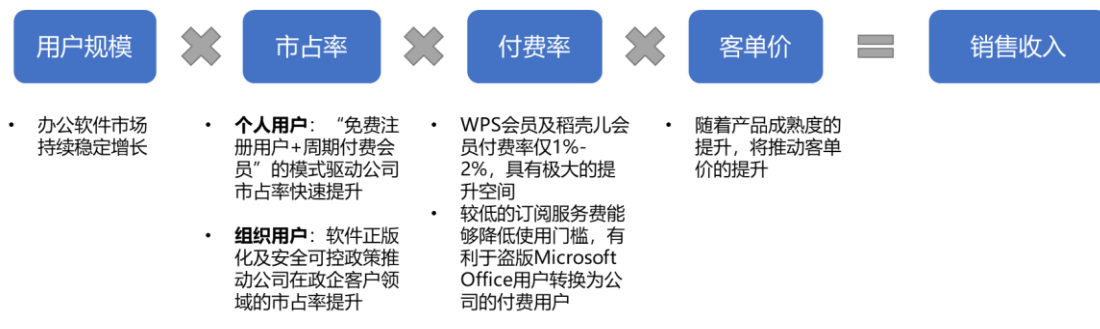 用户规模
市占率
付费率
客单价
销售收入
• 办公软件市场
持续稳定增长
• 个人用户：“免费注
册用户+周期付费会
员”的模式驱动公司
市占率快速提升
• 组织用户：软件正版
化及安全可控政策推
动公司在政企客户领
域的市占率提升
• WPS会员及稻壳儿会
员付费率仅1%-
2%，具有极大的提
升空间
• 较低的订阅服务费能
够降低使用门槛，有
利于盗版Microsoft
Office用户转换为公
司的付费用户
• 随着产品成熟度的
提升，将推动客单
价的提升